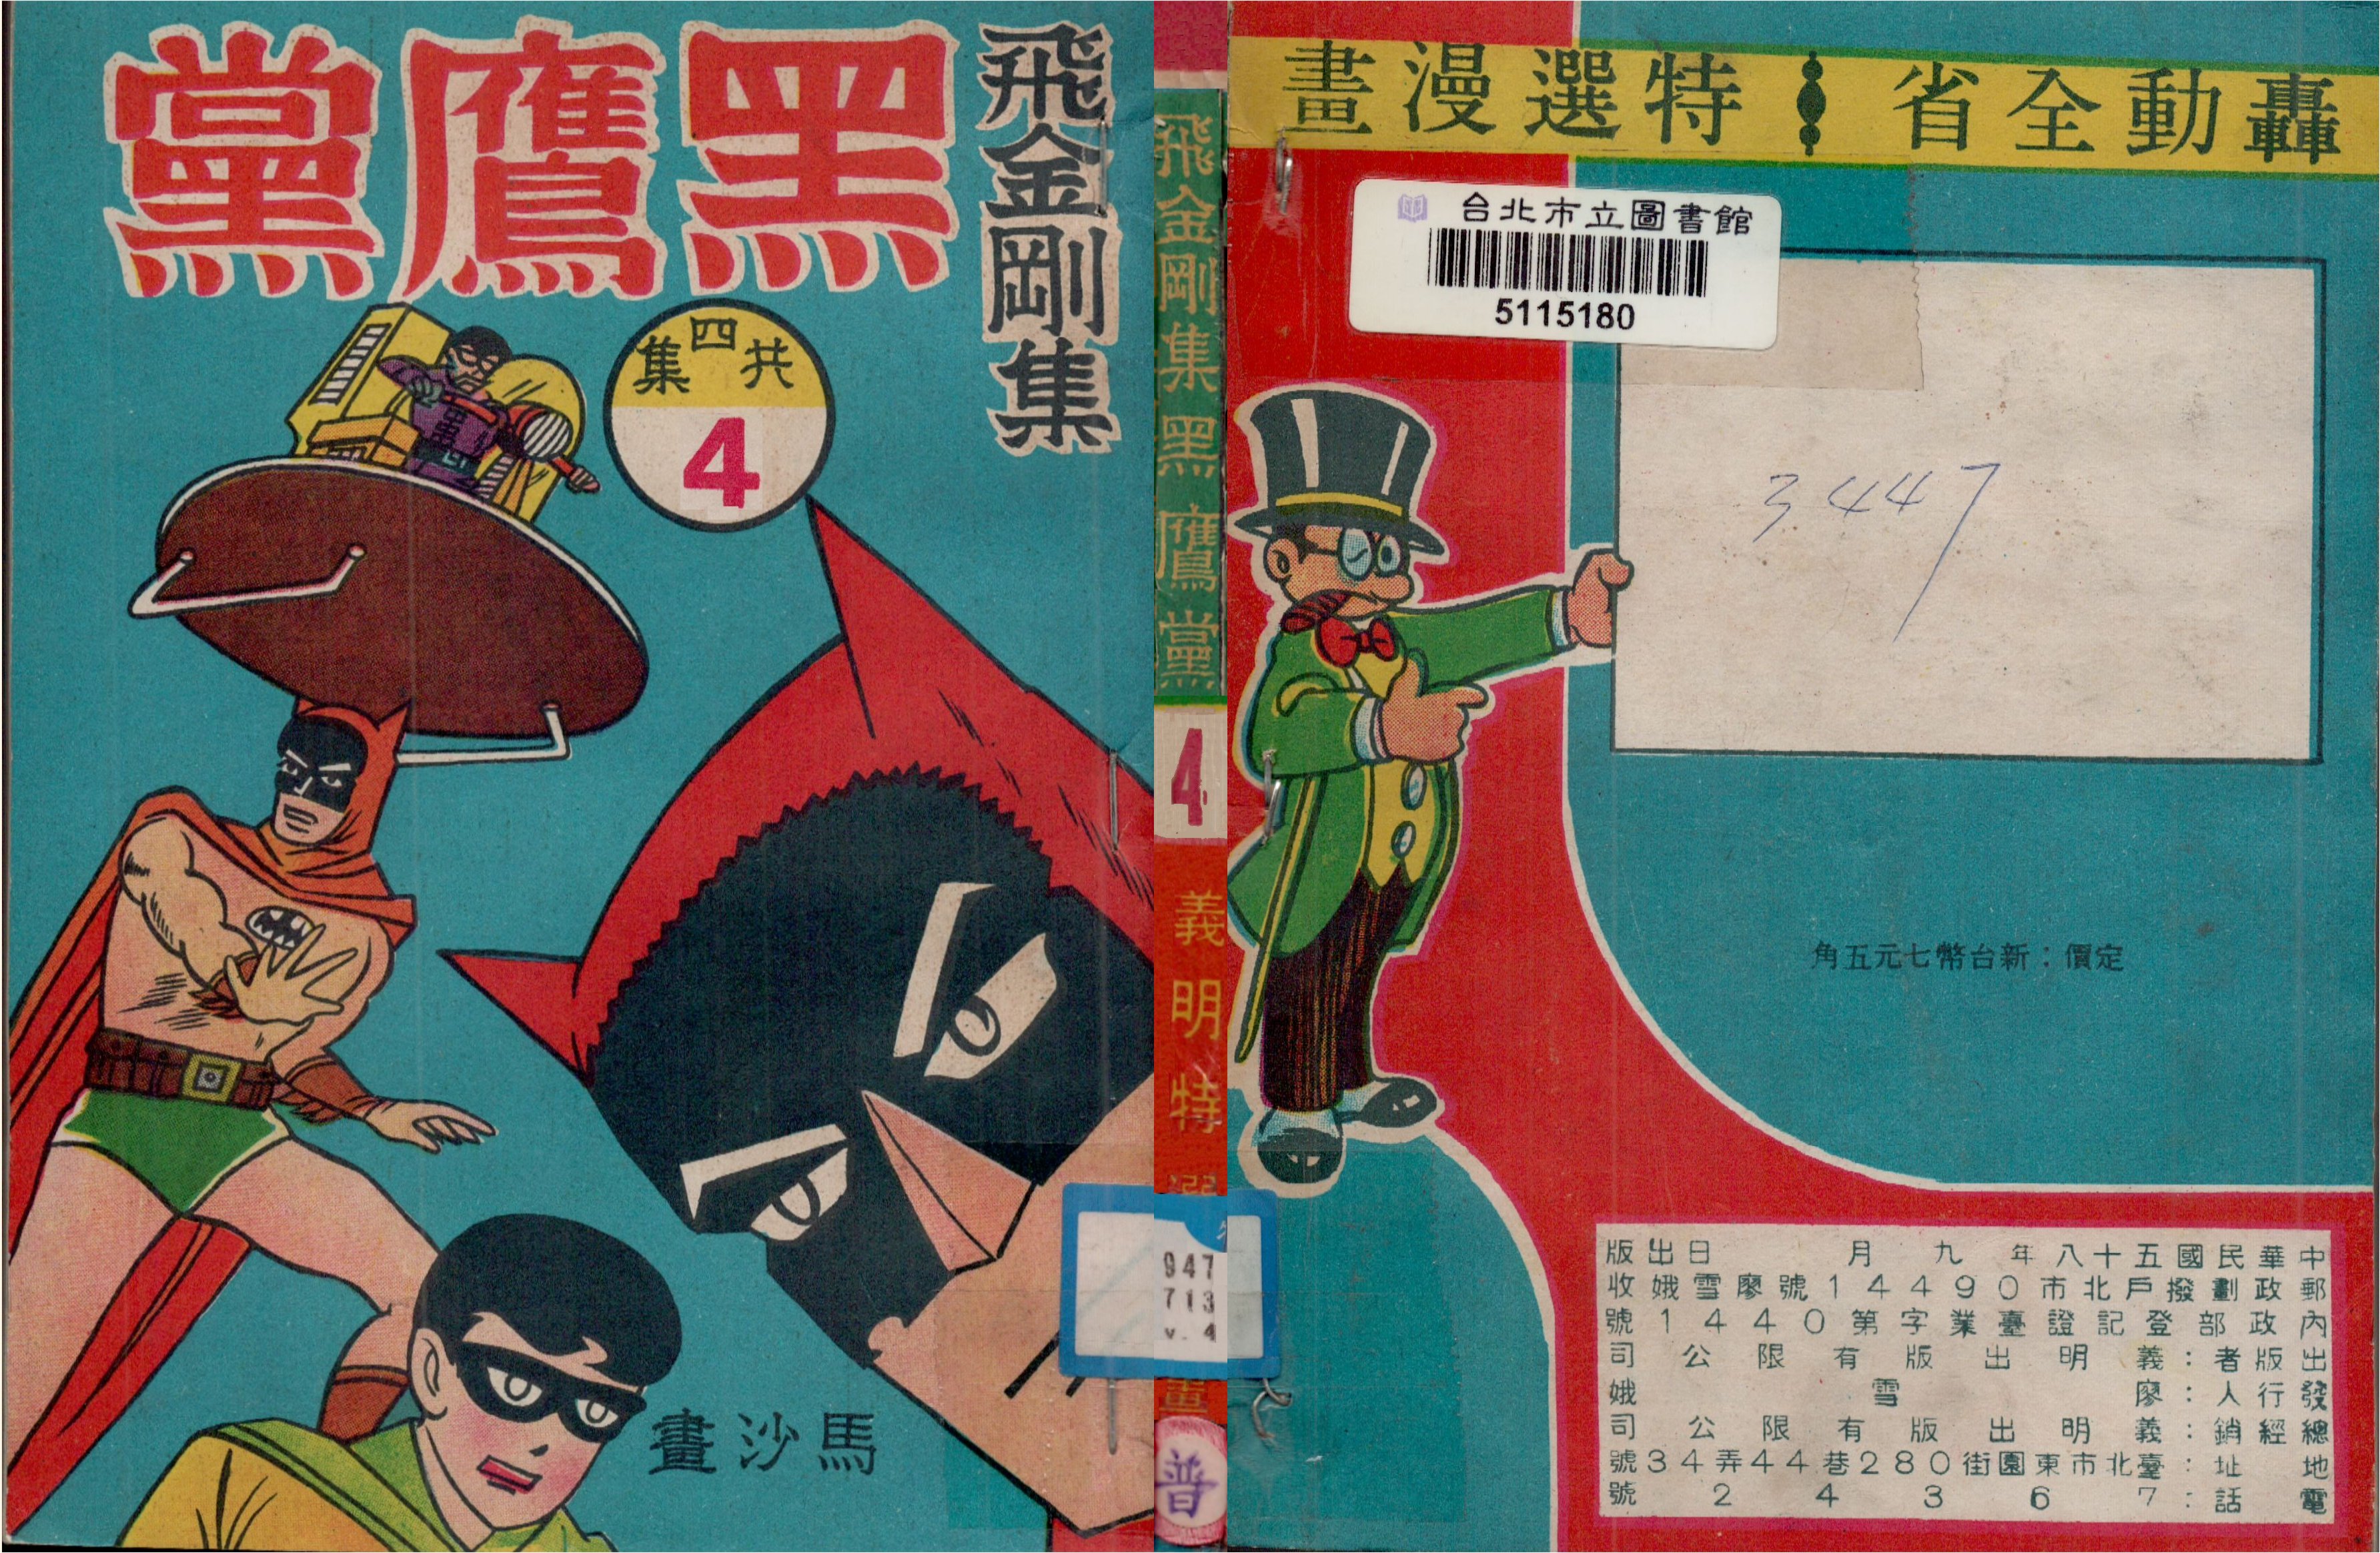 飛金剛集
黑鷹黨
共四集
4
馬沙畫
飛金剛集黑鷹黨
4
義明特選
947
713
v. 4
普
轟動全省
特選漫畫
台北市立圖書館
5115180
3447
定價：新台幣七元五角
中華民國五十八年九月　日出版
郵政劃撥戶北市09441號廖雪娥收
內政部登記證臺業字第0441號
出版者：義明出版有限公司
發行人：廖雪娥
總經銷：義明出版有限公司
地址：臺北市東園街280巷44弄34號
電話：76342號